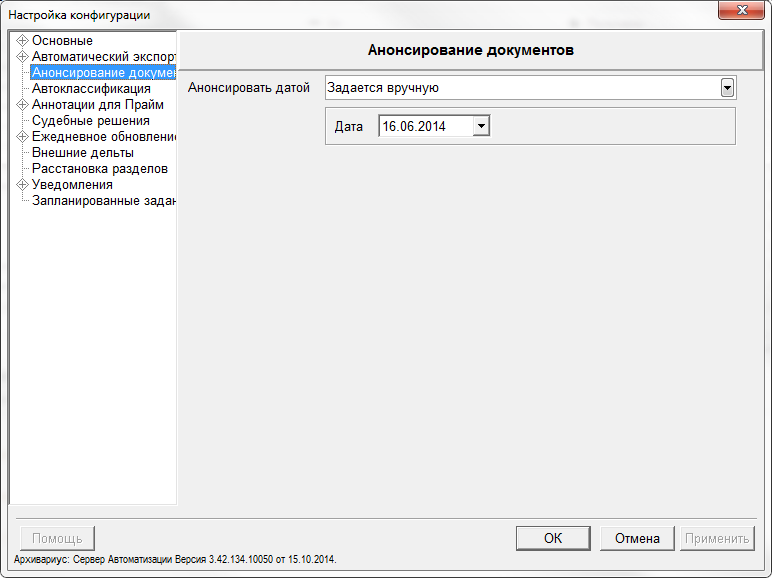 Настройка конфигурации
Основные
Автоматический экспорт
Анонсирование докумен
Автоклассификация
Аннотации для Прайм
Судебные решения
Ежедневное обновление
Внешние дельты
Расстановка разделов
Уведомления
Запланированные задан
Анонсирование документов
Анонсировать датой
Задается вручную
Дата
16.06.2014
Помощь
OK
Отмена
Применить
Архивариус: Сервер Автоматизации Версия 3.42.134.10050 от 15.10.2014.